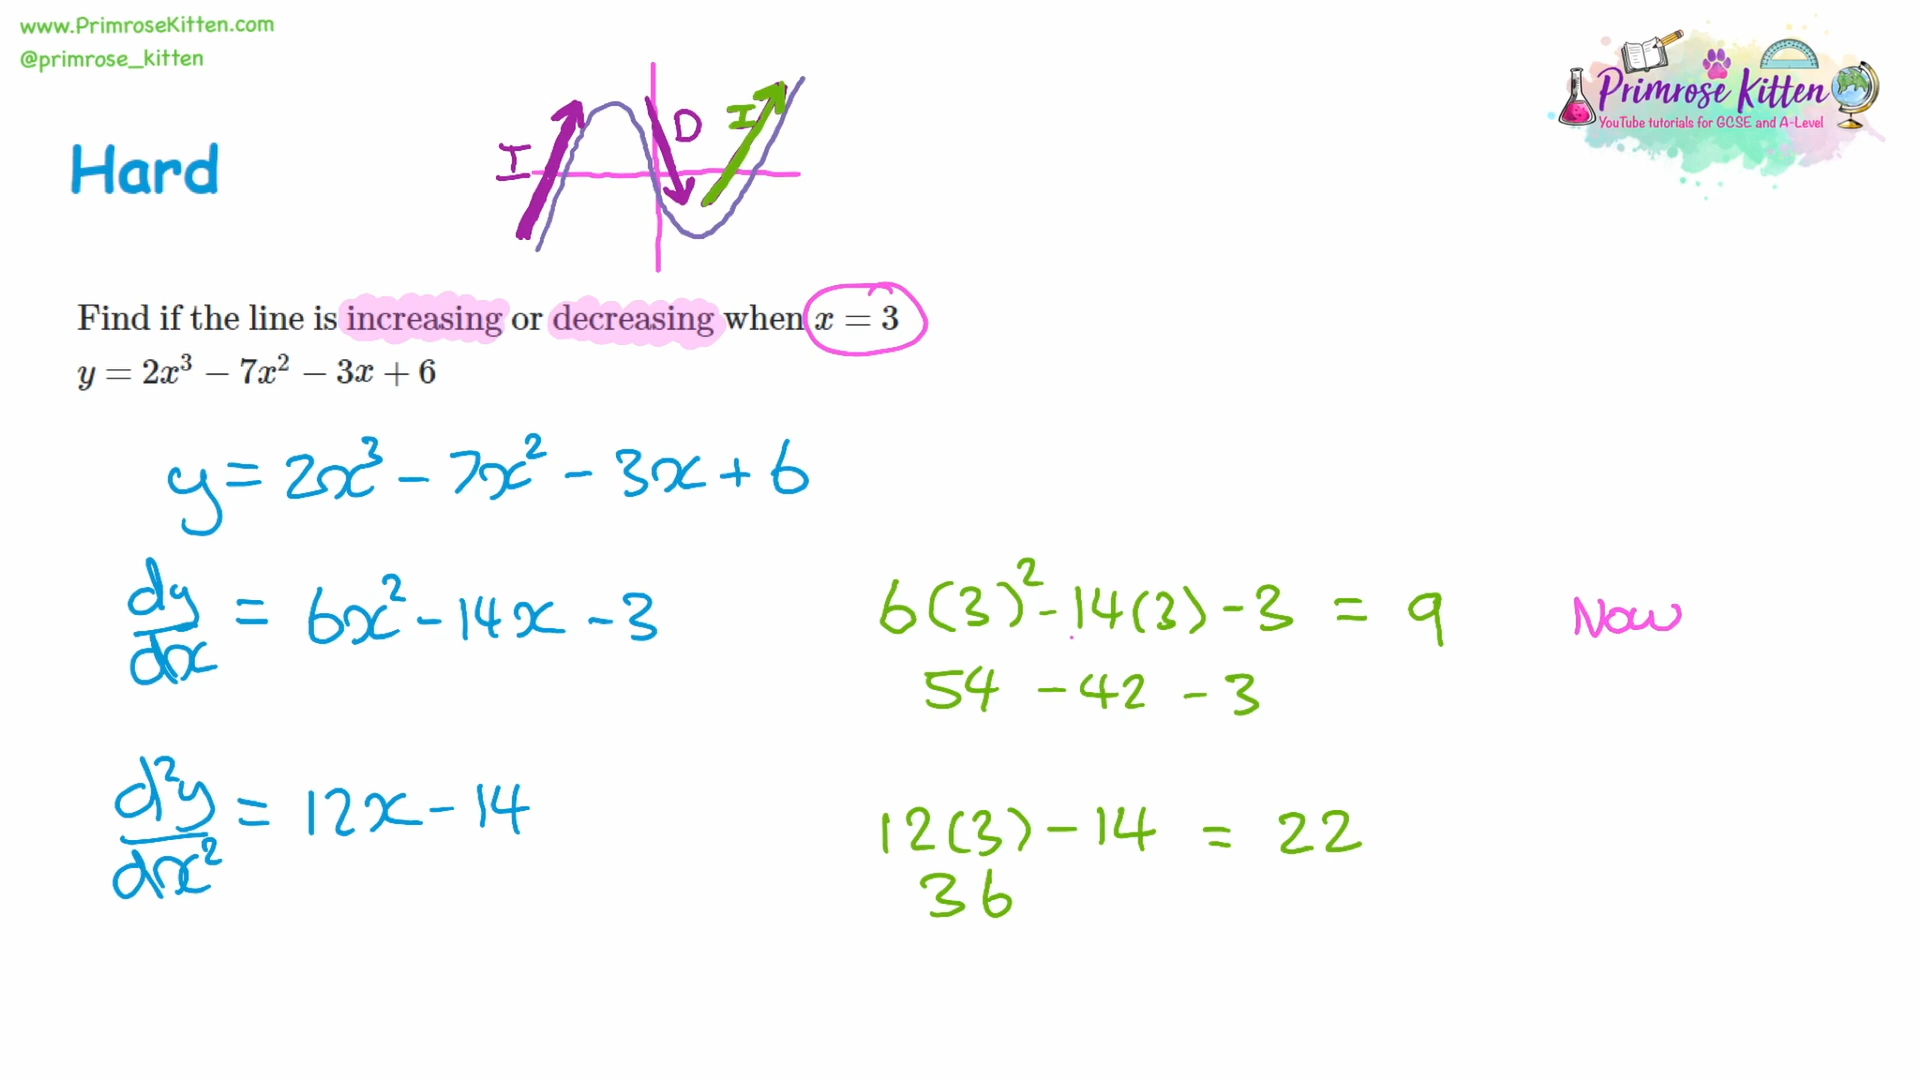 www.PrimroseKitten.com
@primrose_kitten
Primrose Kitten
YouTube tutorials for GCSE and A-Level
Hard
I
D
I
Find if the line is increasing or decreasing when x = 3
y = 2x³ − 7x² − 3x + 6
y = 2x³ − 7x² − 3x + 6
dy/dx = 6x² − 14x − 3
6(3)² − 14(3) − 3 = 9
Now
54 − 42 − 3
d²y/dx² = 12x − 14
12(3) − 14 = 22
36